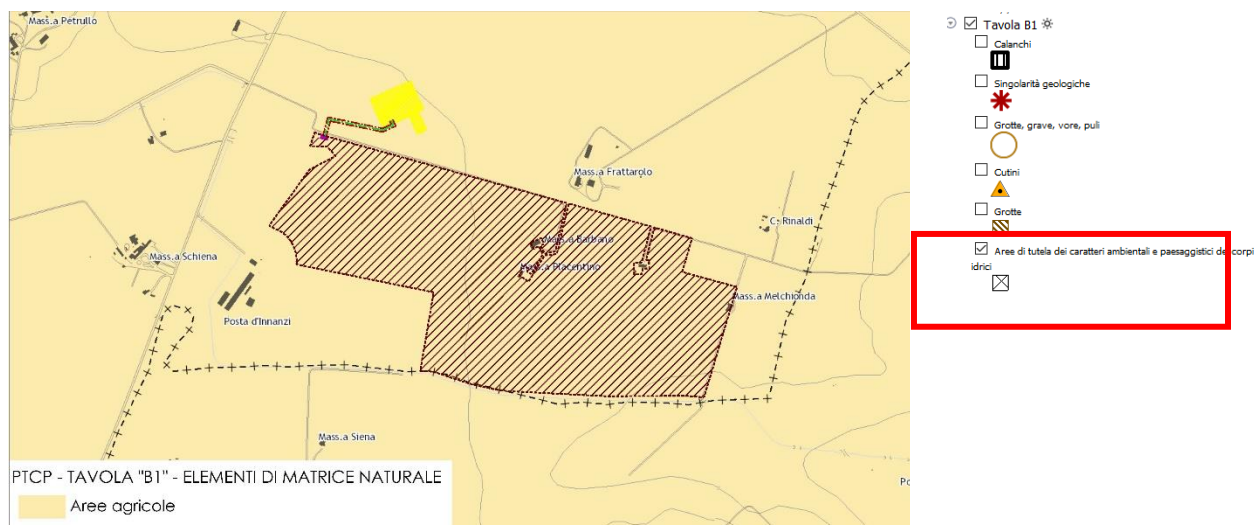 Mass.a Petrullo
Mass.a Frattarolo
C. Rinaldi
Mass.a Barbano
Mass.a Schiena
Mass.a Piacentino
Mass.a Melchionda
Posta d'Innanzi
Mass.a Siena
PTCP - TAVOLA "B1" - ELEMENTI DI MATRICE NATURALE
Aree agricole
Tavola B1
Calanchi
Singolarità geologiche
Grotte, grave, vore, puli
Cutini
Grotte
Aree di tutela dei caratteri ambientali e paesaggistici dei corpi
idrici